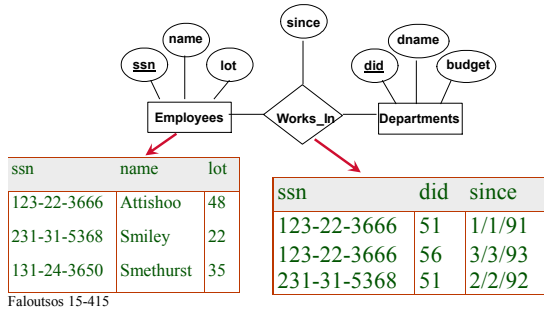 since
name
dname
ssn
lot
did
budget
Employees
Works_In
Departments
ssn name lot
123-22-3666 Attishoo 48
231-31-5368 Smiley 22
131-24-3650 Smethurst 35
ssn did since
123-22-3666 51 1/1/91
123-22-3666 56 3/3/93
231-31-5368 51 2/2/92
Faloutsos 15-415